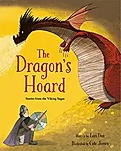 The
Dragon's
Hoard
Stories from the Viking Sagas